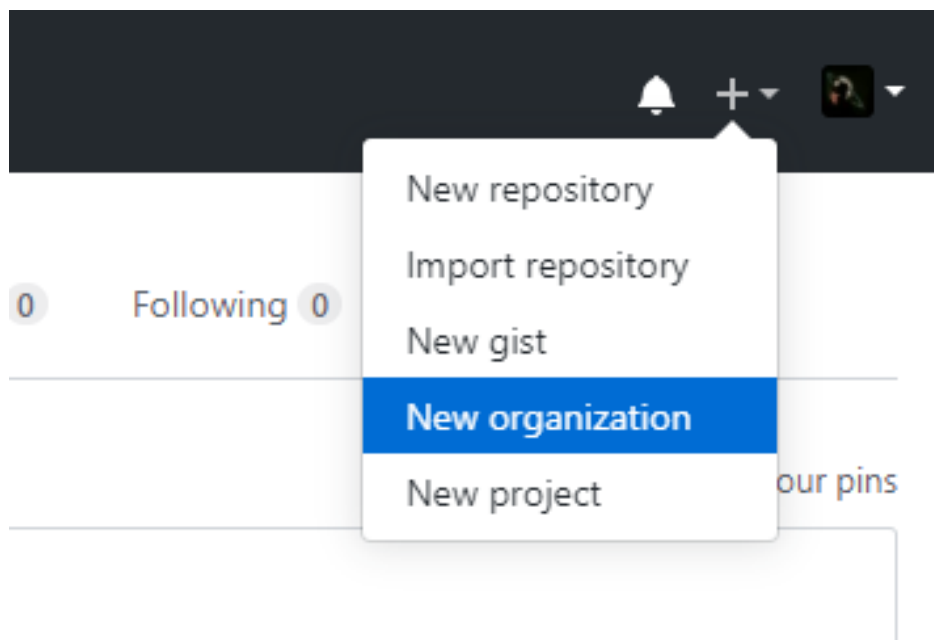 New repository
Import repository
0 Following 0
New gist
New organization
our pins
New project